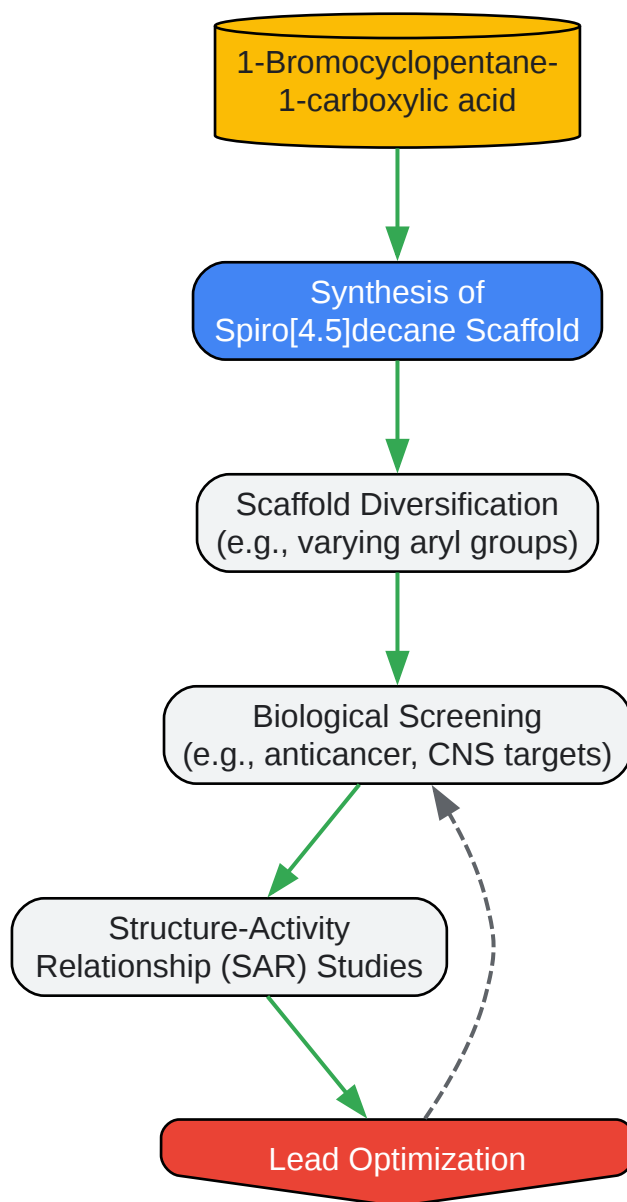 1-Bromocyclopentane-
1-carboxylic acid
Synthesis of
Spiro[4.5]decane Scaffold
Scaffold Diversification
(e.g., varying aryl groups)
Biological Screening
(e.g., anticancer, CNS targets)
Structure-Activity
Relationship (SAR) Studies
Lead Optimization